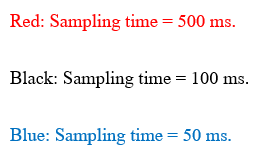 Red: Sampling time = 500 ms.
Black: Sampling time = 100 ms.
Blue: Sampling time = 50 ms.